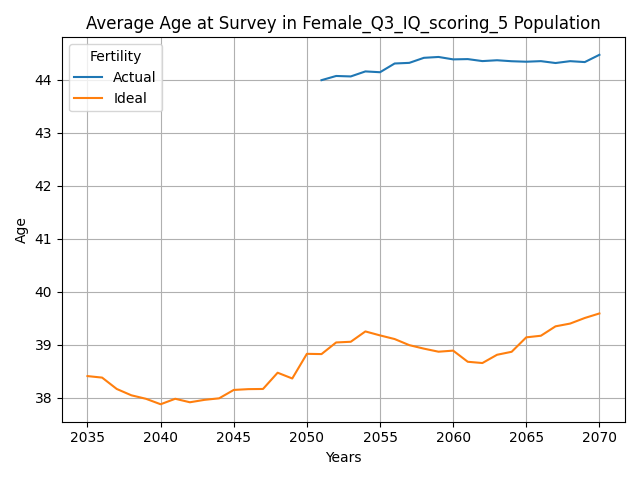 Average Age at Survey in Female_Q3_IQ_scoring_5 Population
Fertility
Actual
Ideal
44
43
42
41
40
39
38
Age
2035 2040 2045 2050 2055 2060 2065 2070
Years